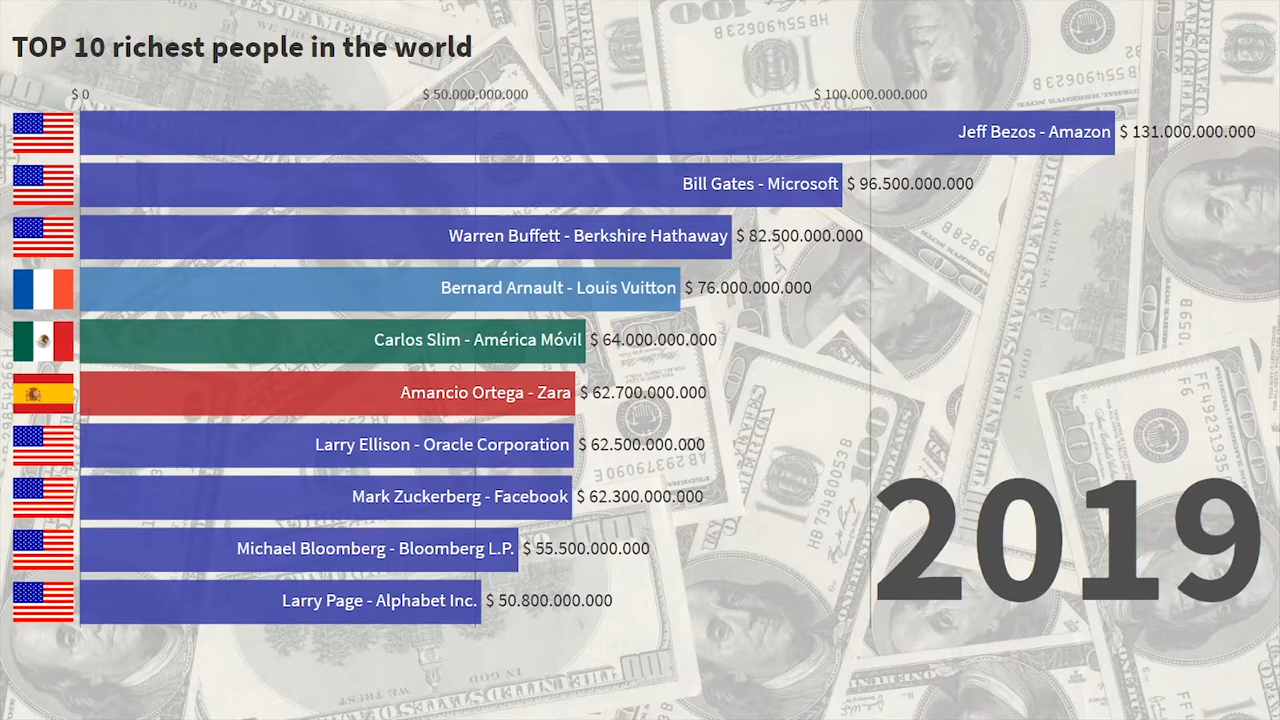 TOP 10 richest people in the world
$ 0 $ 50.000.000.000 $ 100.000.000.000
Jeff Bezos - Amazon $ 131.000.000.000
Bill Gates - Microsoft $ 96.500.000.000
Warren Buffett - Berkshire Hathaway $ 82.500.000.000
Bernard Arnault - Louis Vuitton $ 76.000.000.000
Carlos Slim - América Móvil $ 64.000.000.000
Amancio Ortega - Zara $ 62.700.000.000
Larry Ellison - Oracle Corporation $ 62.500.000.000
Mark Zuckerberg - Facebook $ 62.300.000.000
Michael Bloomberg - Bloomberg L.P. $ 55.500.000.000
Larry Page - Alphabet Inc. $ 50.800.000.000
2019